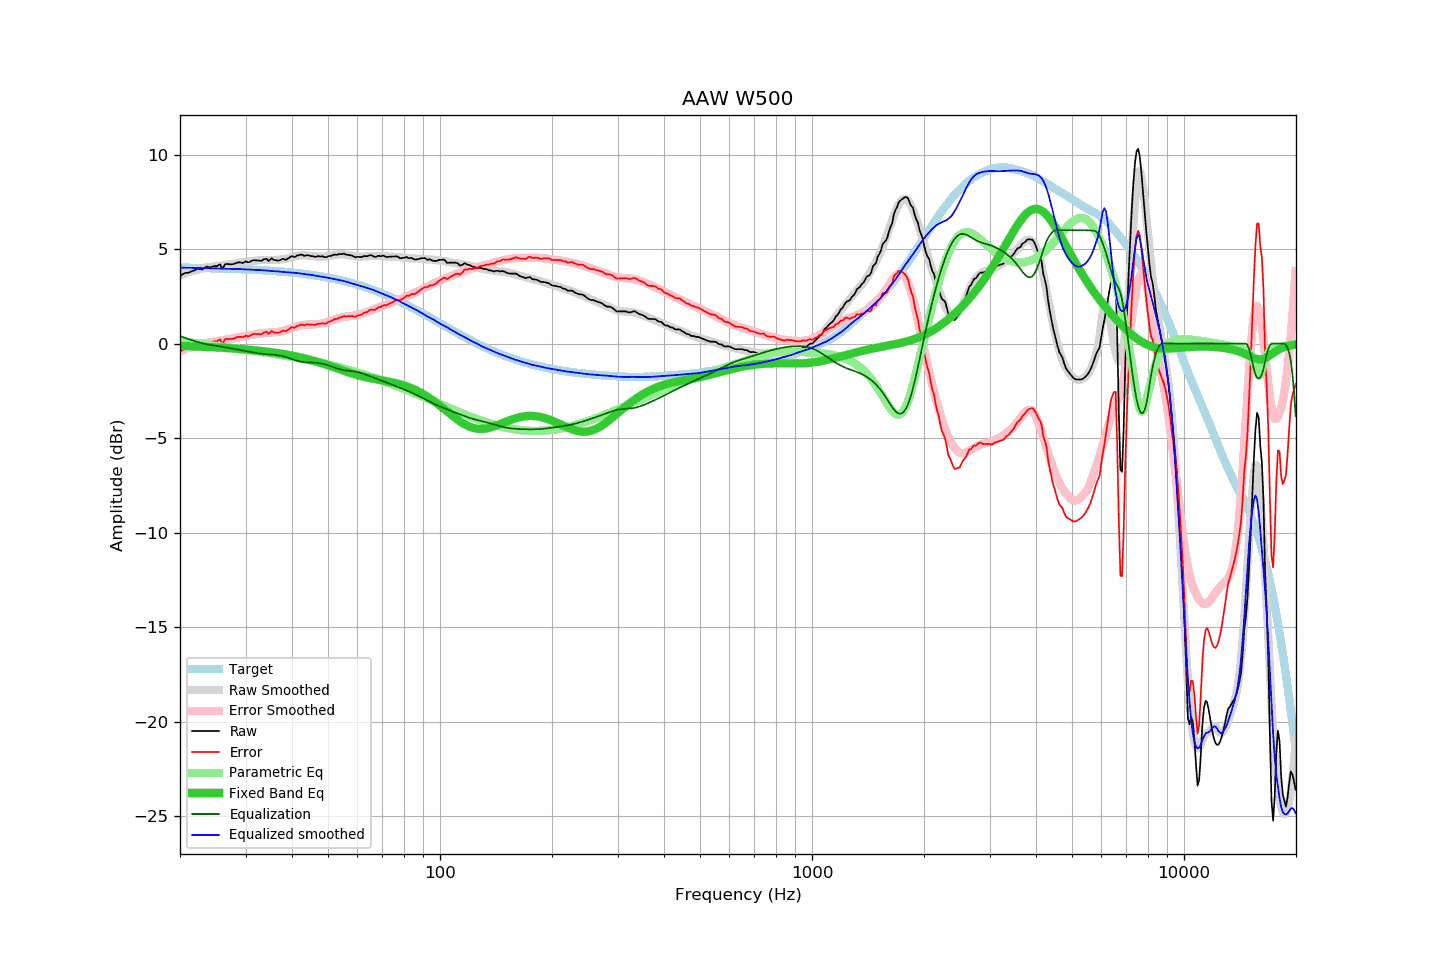 AAW W500
Amplitude (dBr)
10
5
0
−5
−10
−15
−20
−25
Target
Raw Smoothed
Error Smoothed
Raw
Error
Parametric Eq
Fixed Band Eq
Equalization
Equalized smoothed
100
1000
10000
Frequency (Hz)